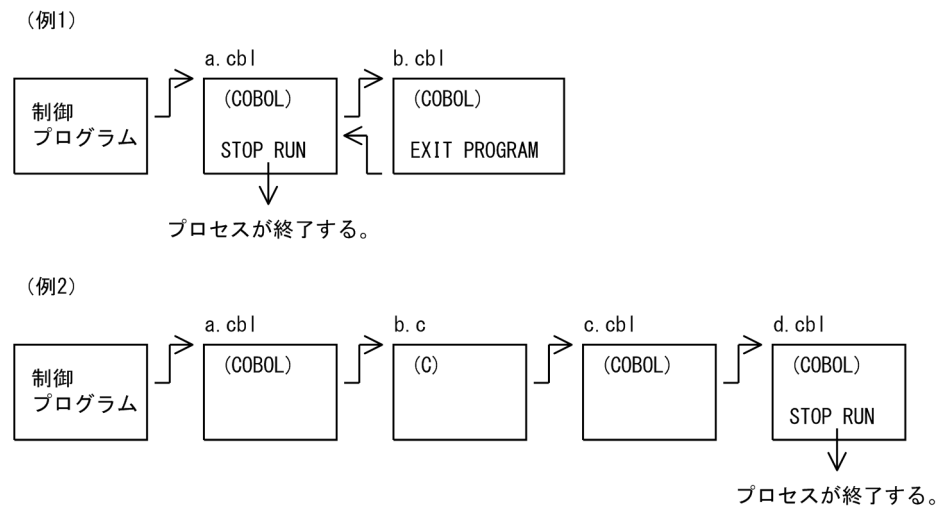 （例1）
a.cbl
b.cbl
制御
プログラム
(COBOL)
STOP RUN
(COBOL)
EXIT PROGRAM
プロセスが終了する。
（例2）
a.cbl
b.c
c.cbl
d.cbl
制御
プログラム
(COBOL)
(C)
(COBOL)
(COBOL)
STOP RUN
プロセスが終了する。